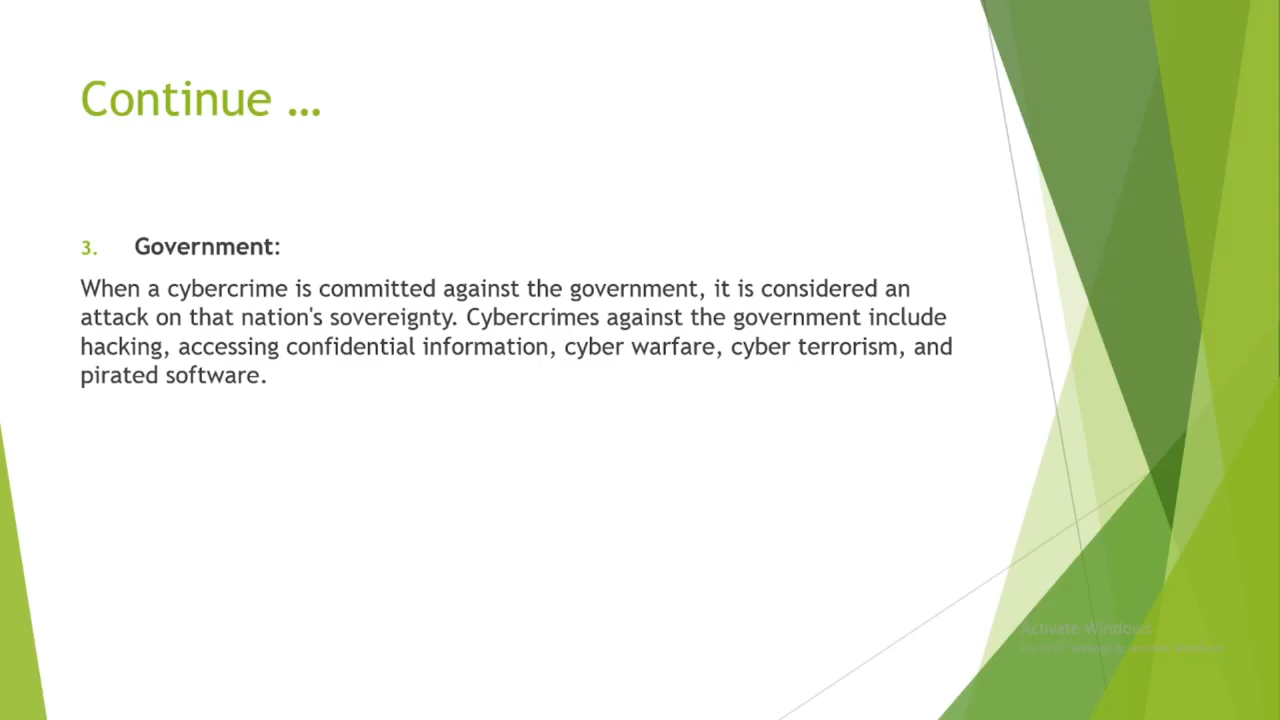 Continue …
3. Government:
When a cybercrime is committed against the government, it is considered an
attack on that nation's sovereignty. Cybercrimes against the government include
hacking, accessing confidential information, cyber warfare, cyber terrorism, and
pirated software.
Activate Windows